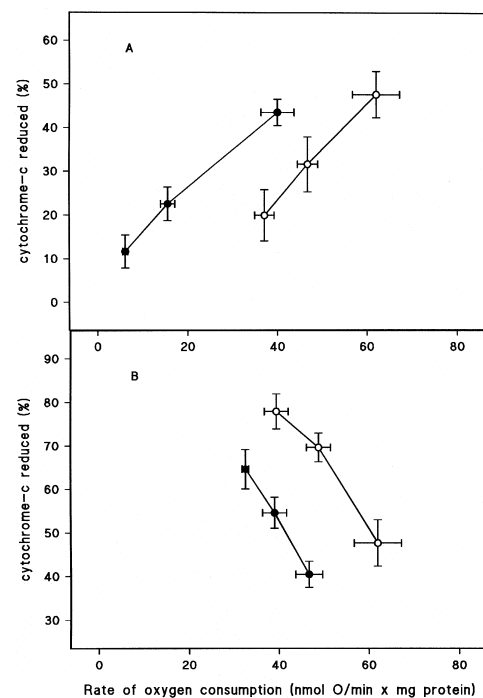 A
60
50
40
30
20
10
0
cytochrome-c reduced (%)
0 20 40 60 80
B
90
80
70
60
50
40
30
cytochrome-c reduced (%)
0 20 40 60 80
Rate of oxygen consumption (nmol O/min x mg protein)